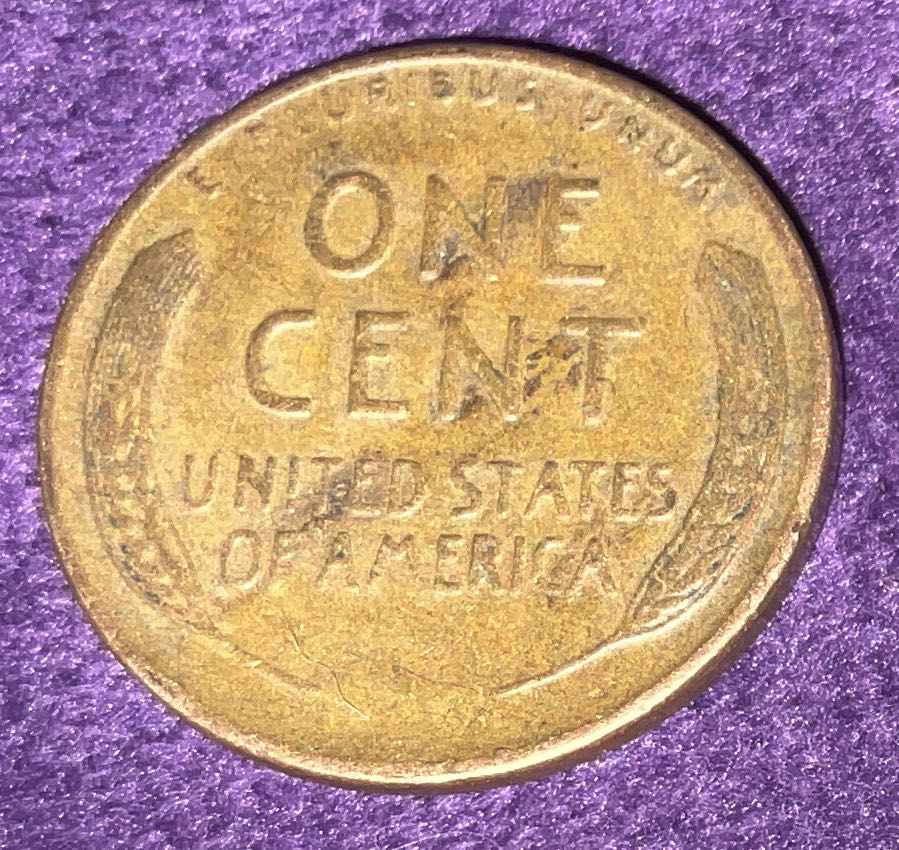 E PLURIBUS UNUM
ONE
CENT
UNITED STATES
OF AMERICA